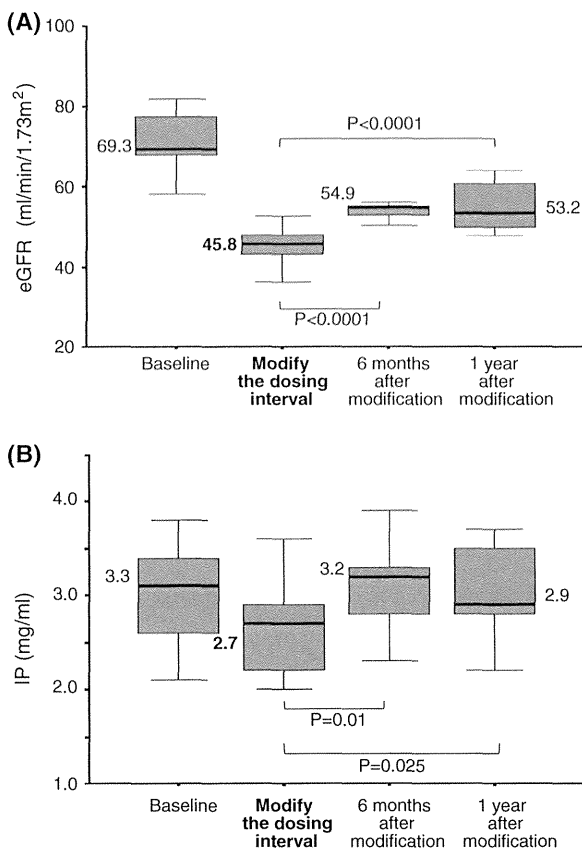 (A)
100
80
60
40
20
eGFR (ml/min/1.73m²)
69.3
45.8
54.9
53.2
P<0.0001
P<0.0001
Baseline
Modify
the dosing
interval
6 months
after
modification
1 year
after
modification
(B)
4.0
3.0
2.0
1.0
IP (mg/ml)
3.3
2.7
3.2
2.9
P=0.01
P=0.025
Baseline
Modify
the dosing
interval
6 months
after
modification
1 year
after
modification